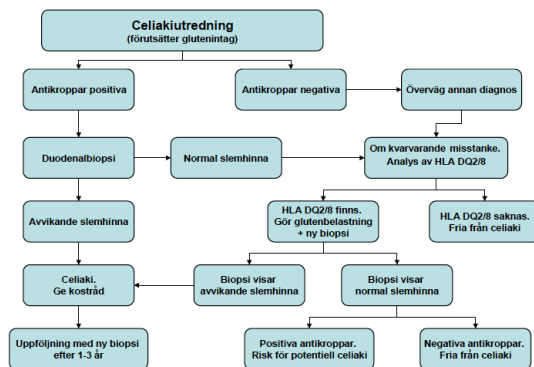 Celiakiutredning
(förutsätter glutenintag)
Antikroppar positiva
Antikroppar negativa
Överväg annan diagnos
Duodenalbiopsi
Normal slemhinna
Om kvarvarande misstanke.
Analys av HLA DQ2/8
Avvikande slemhinna
HLA DQ2/8 finns.
Gör glutenbelastning
+ ny biopsi
HLA DQ2/8 saknas.
Fria från celiaki
Celiaki.
Ge kostråd
Biopsi visar
avvikande slemhinna
Biopsi visar
normal slemhinna
Uppföljning med ny biopsi
efter 1-3 år
Positiva antikroppar.
Risk för potentiell celiaki
Negativa antikroppar.
Fria från celiaki